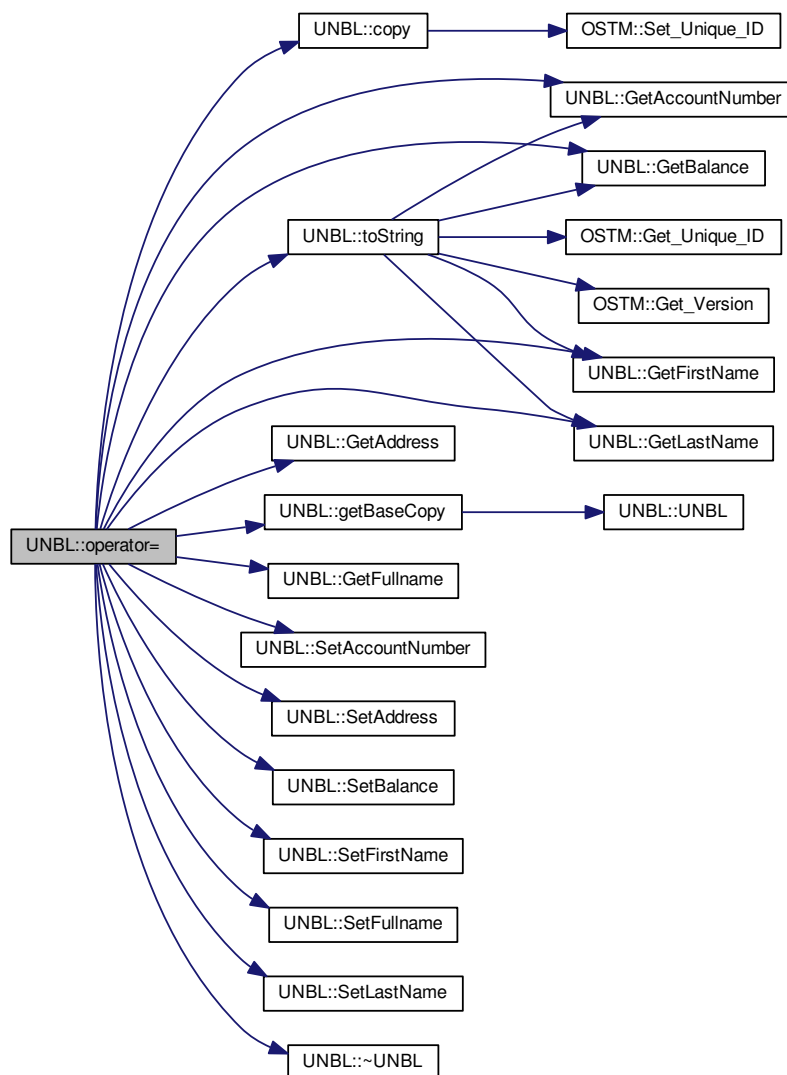 UNBL::copy
OSTM::Set_Unique_ID
UNBL::GetAccountNumber
UNBL::GetBalance
UNBL::toString
OSTM::Get_Unique_ID
OSTM::Get_Version
UNBL::GetFirstName
UNBL::GetAddress
UNBL::GetLastName
UNBL::getBaseCopy
UNBL::UNBL
UNBL::operator=
UNBL::GetFullname
UNBL::SetAccountNumber
UNBL::SetAddress
UNBL::SetBalance
UNBL::SetFirstName
UNBL::SetFullname
UNBL::SetLastName
UNBL::~UNBL